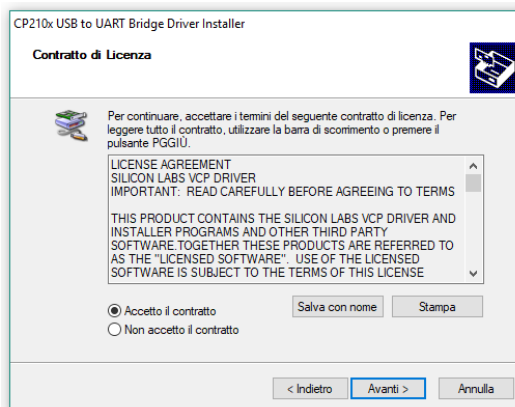 CP210x USB to UART Bridge Driver Installer
Contratto di Licenza
Per continuare, accettare i termini del seguente contratto di licenza. Per
leggere tutto il contratto, utilizzare la barra di scorrimento o premere il
pulsante PGGIÙ.
LICENSE AGREEMENT
SILICON LABS VCP DRIVER
IMPORTANT: READ CAREFULLY BEFORE AGREEING TO TERMS
THIS PRODUCT CONTAINS THE SILICON LABS VCP DRIVER AND
INSTALLER PROGRAMS AND OTHER THIRD PARTY
SOFTWARE.TOGETHER THESE PRODUCTS ARE REFERRED TO
AS THE "LICENSED SOFTWARE". USE OF THE LICENSED
SOFTWARE IS SUBJECT TO THE TERMS OF THIS LICENSE
Accetto il contratto
Salva con nome
Stampa
Non accetto il contratto
< Indietro
Avanti >
Annulla